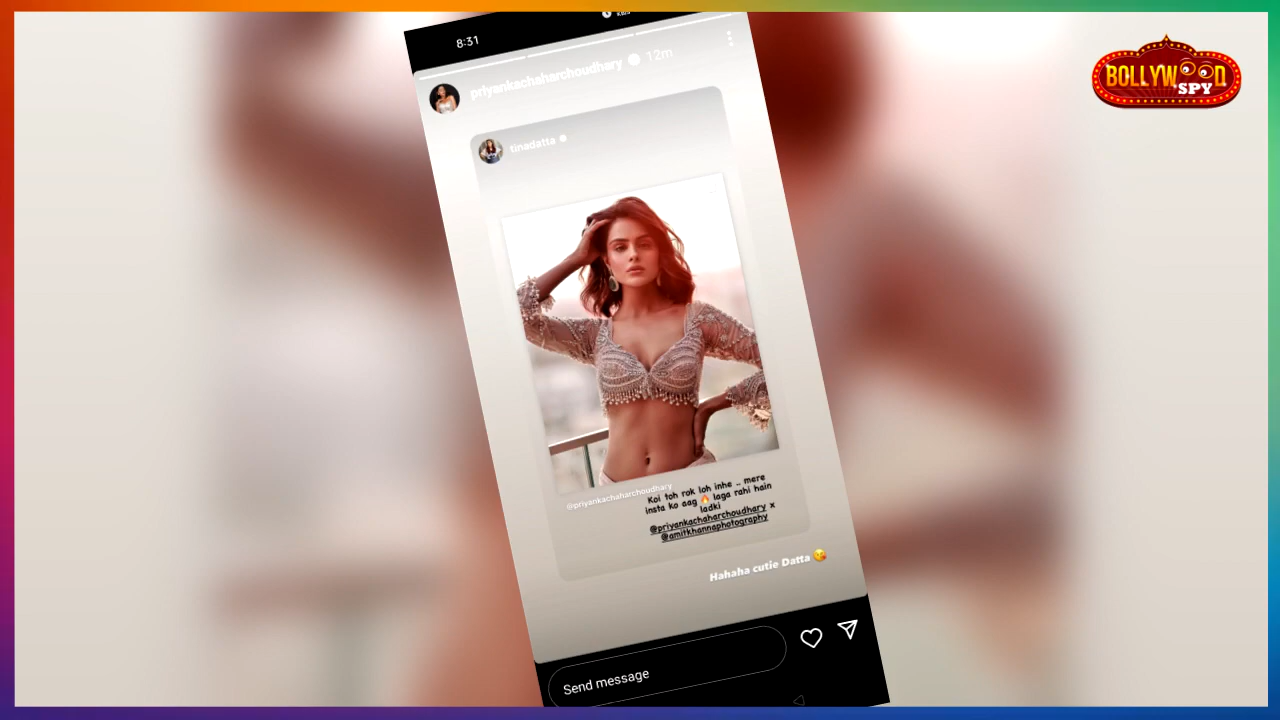 8:31
KB/s
priyankachaharchoudhary 12m
tinadatta
@priyankachaharchoudhary
Koi toh rok loh inhe .. mere
insta ko aag 🔥 laga rahi hain
ladki
@priyankachaharchoudhary x
@amitkhannaphotography
Hahaha cutie Datta 😘
Send message
BOLLYWOOD
SPY